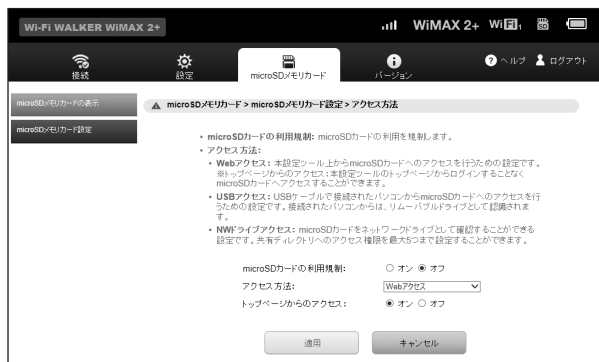 Wi-Fi WALKER WiMAX 2+
WiMAX 2+ Wi Fi 1 SD
接続
設定
microSDメモリカード
バージョン
? ヘルプ
ログアウト
microSDメモリカードの表示
microSDメモリカード設定
microSDメモリカード > microSDメモリカード設定 > アクセス方法
• microSDカードの利用規制: microSDカードの利用を規制します。
• アクセス方法:
• Webアクセス: 本設定ツール上からmicroSDカードへのアクセスを行うための設定です。
※トップページからのアクセス:本設定ツールのトップページからログインすることなく
microSDカードへアクセスすることができます。
• USBアクセス: USBケーブルで接続されたパソコンからmicroSDカードへのアクセスを行
うための設定です。接続されたパソコンからは、リムーバブルドライブとして認識されま
す。
• NWドライブアクセス: microSDカードをネットワークドライブとして確認することができる
設定です。共有ディレクトリへのアクセス権限を最大5つまで設定することができます。
microSDカードの利用規制: オン オフ
アクセス方法: Webアクセス
トップページからのアクセス: オン オフ
適用
キャンセル